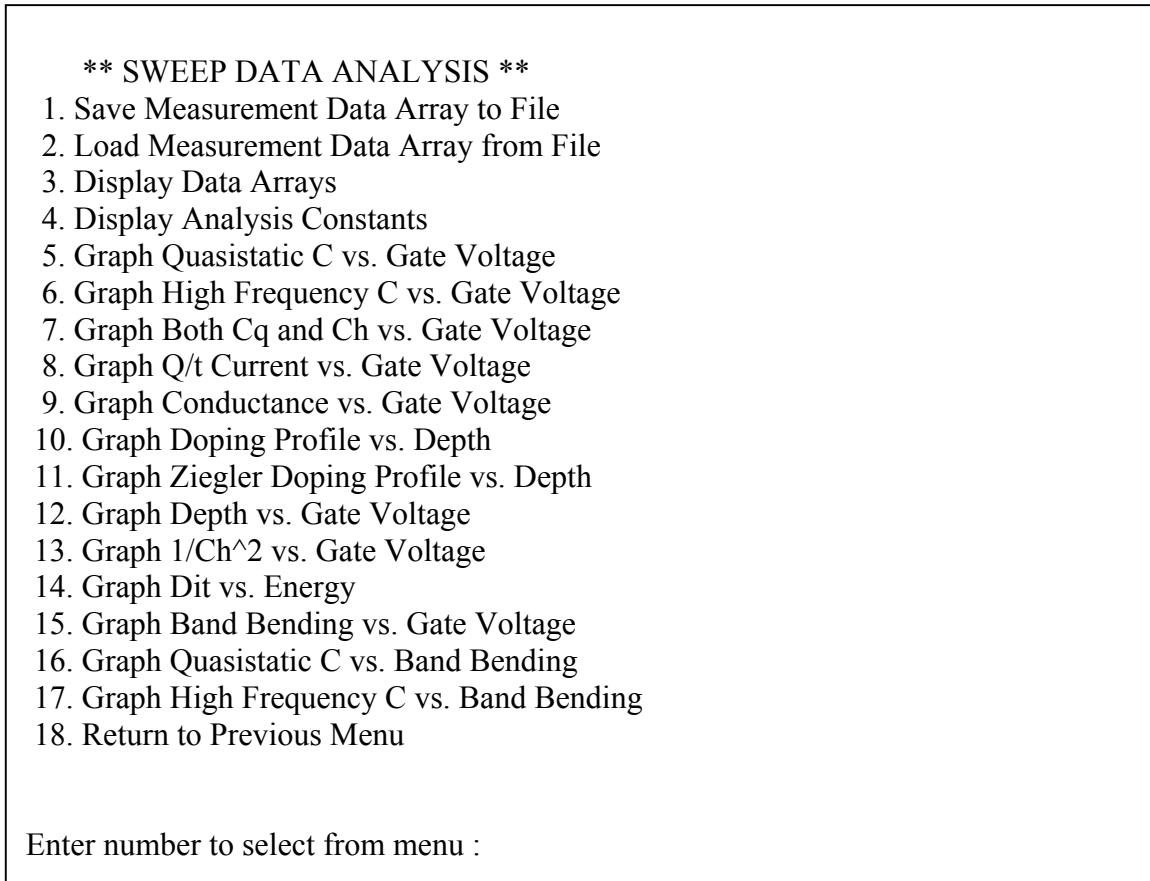 ** SWEEP DATA ANALYSIS **
1. Save Measurement Data Array to File
2. Load Measurement Data Array from File
3. Display Data Arrays
4. Display Analysis Constants
5. Graph Quasistatic C vs. Gate Voltage
6. Graph High Frequency C vs. Gate Voltage
7. Graph Both Cq and Ch vs. Gate Voltage
8. Graph Q/t Current vs. Gate Voltage
9. Graph Conductance vs. Gate Voltage
10. Graph Doping Profile vs. Depth
11. Graph Ziegler Doping Profile vs. Depth
12. Graph Depth vs. Gate Voltage
13. Graph 1/Ch^2 vs. Gate Voltage
14. Graph Dit vs. Energy
15. Graph Band Bending vs. Gate Voltage
16. Graph Quasistatic C vs. Band Bending
17. Graph High Frequency C vs. Band Bending
18. Return to Previous Menu
Enter number to select from menu :